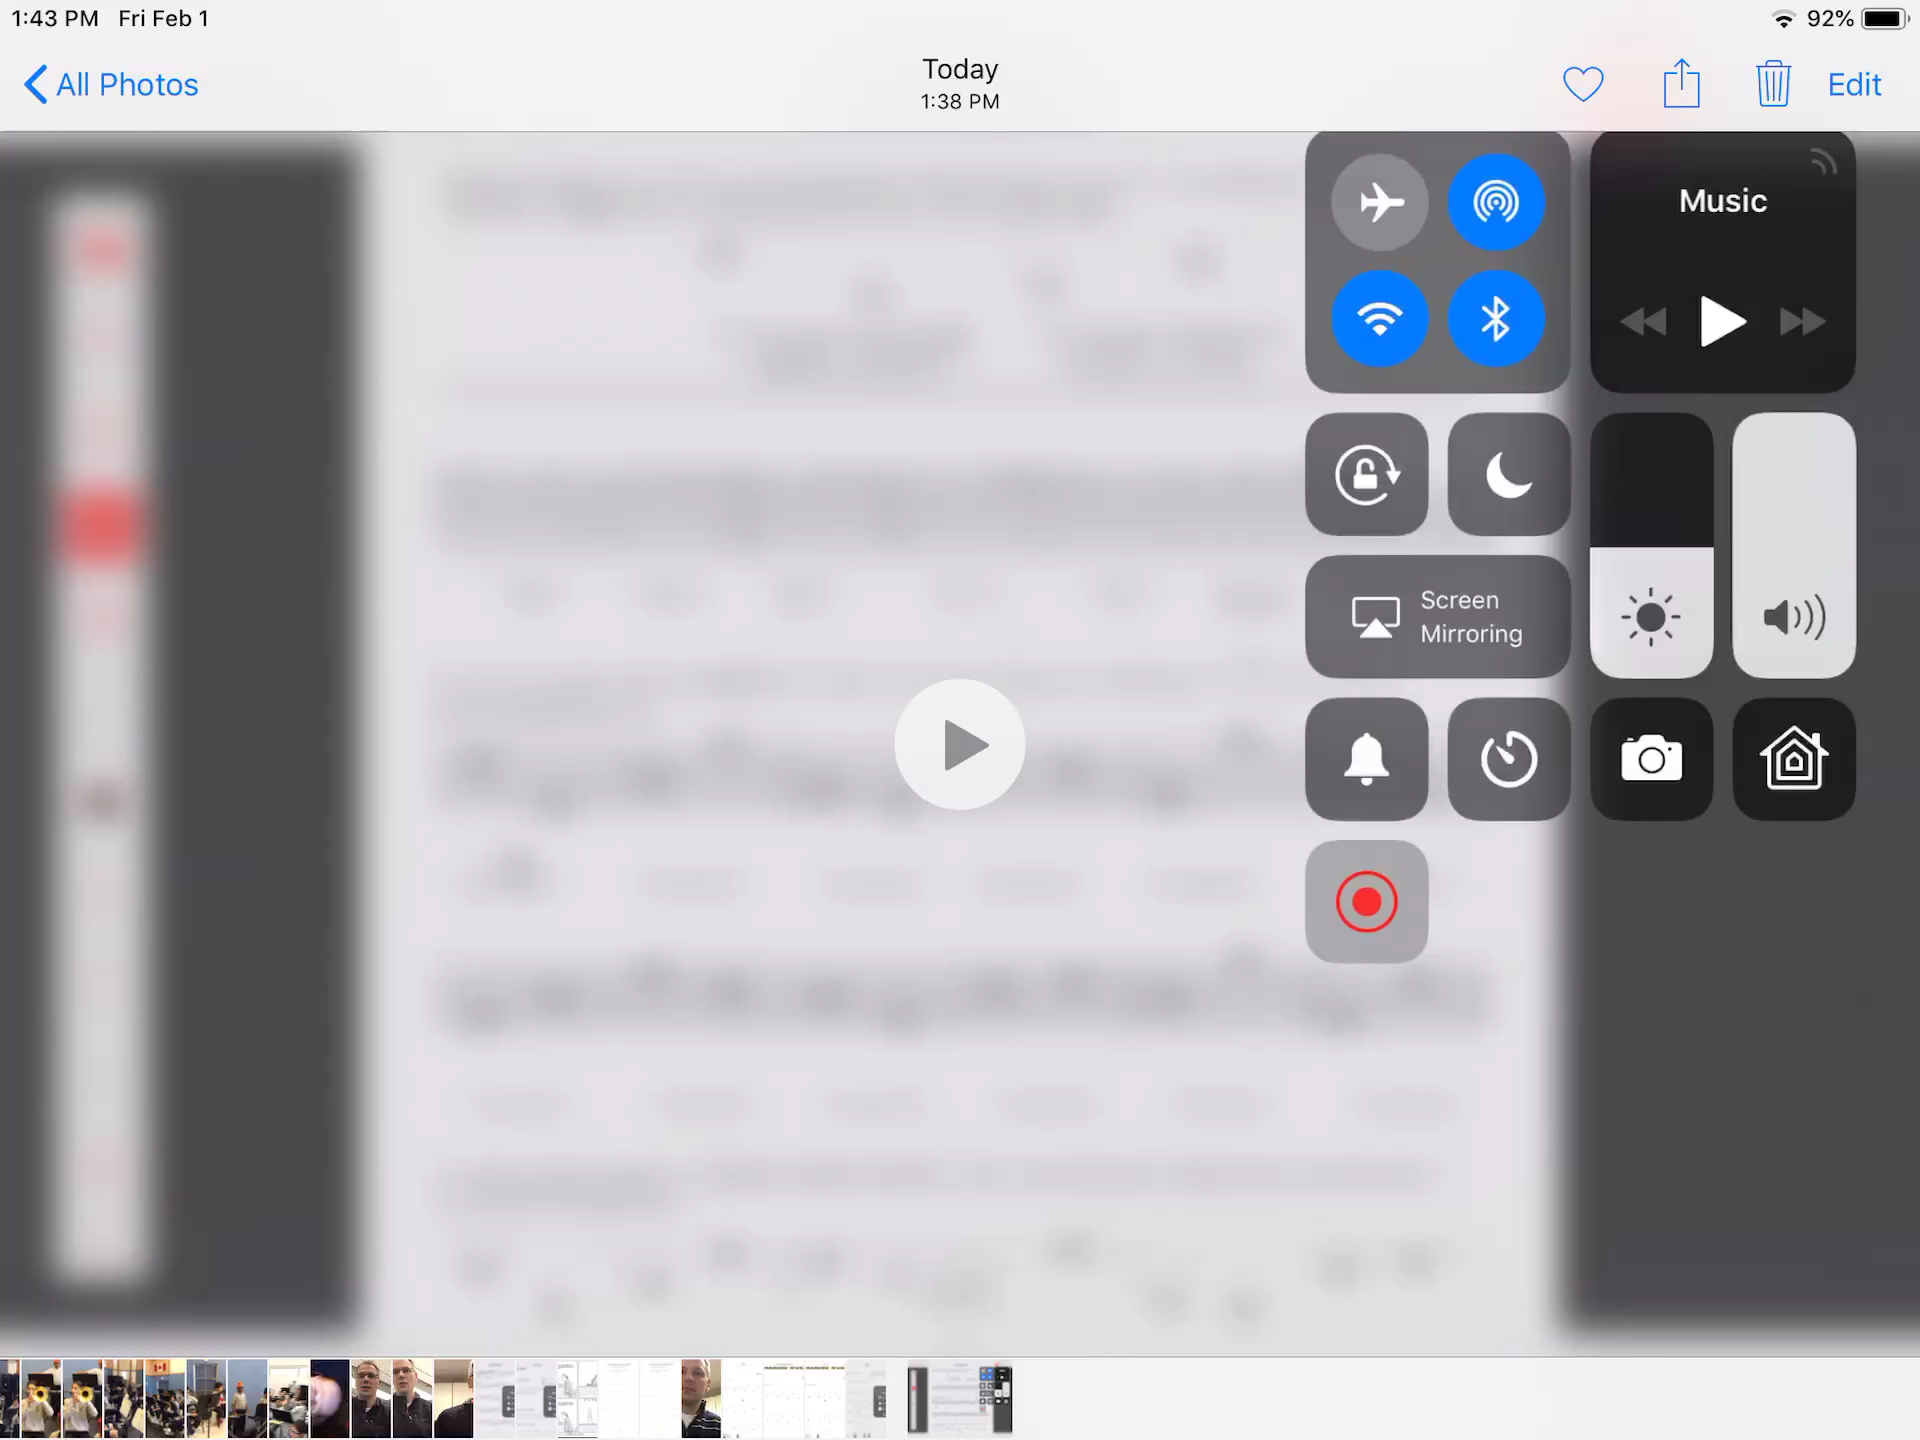 1:43 PM Fri Feb 1
92%
All Photos
Today
1:38 PM
Edit
Music
Screen
Mirroring